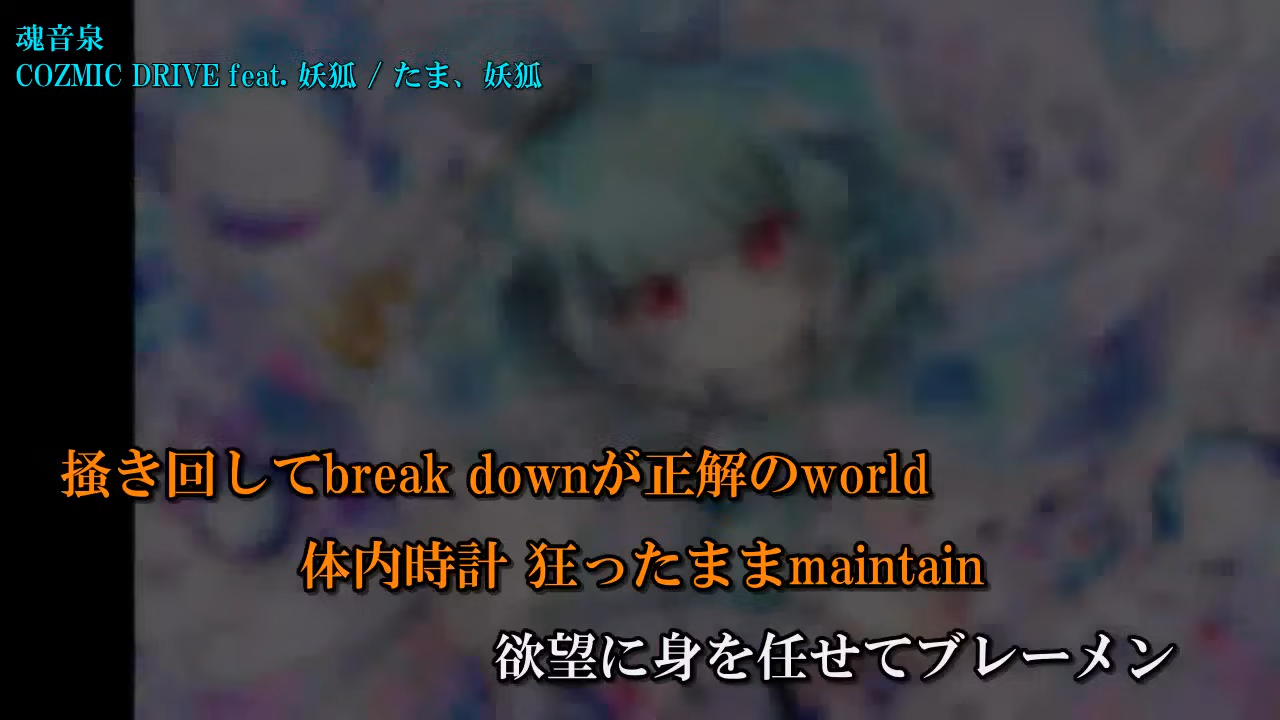 魂音泉
COZMIC DRIVE feat. 妖狐 / たま、妖狐
掻き回してbreak downが正解のworld
体内時計 狂ったままmaintain
欲望に身を任せてブレーメン